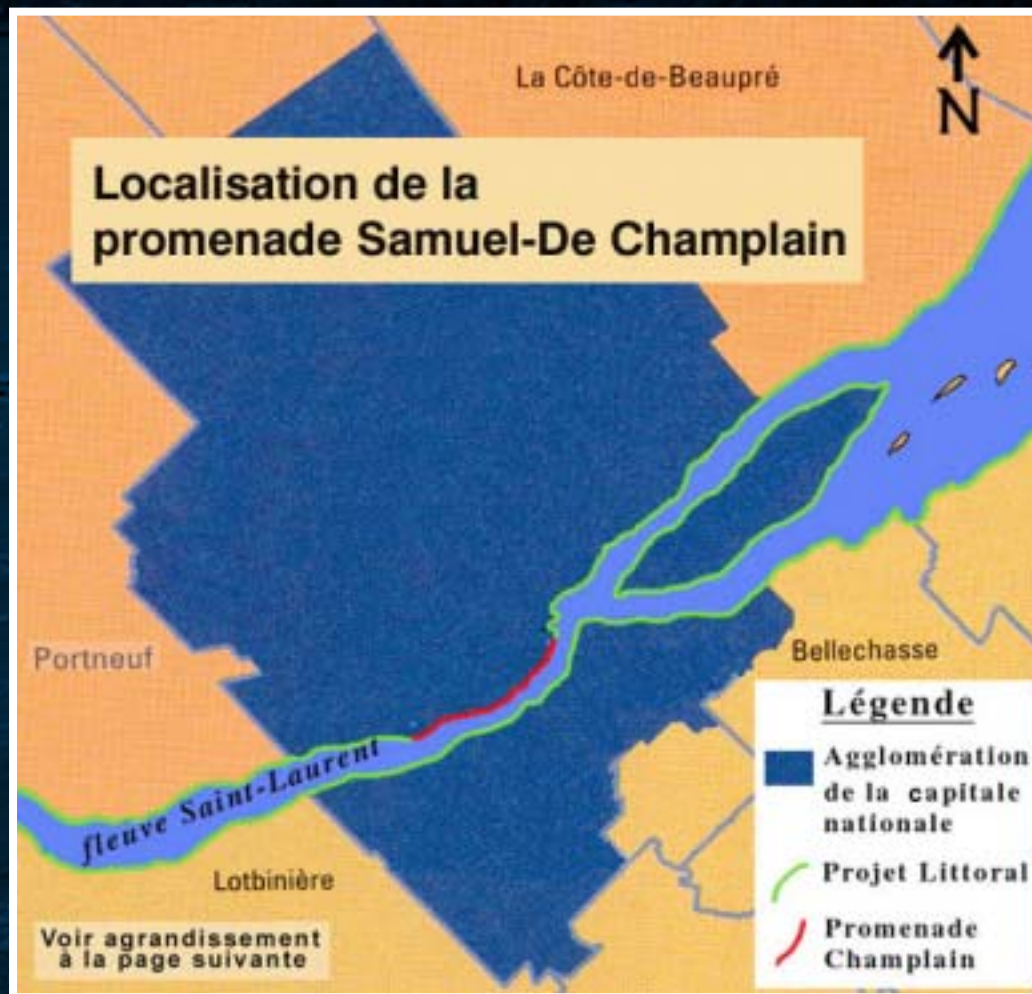 La Côte-de-Beaupré
N
Localisation de la
promenade Samuel-De Champlain
Portneuf
Bellechasse
fleuve Saint-Laurent
Lotbinière
Voir agrandissement
à la page suivante
Légende
Agglomération
de la capitale
nationale
Projet Littoral
Promenade
Champlain